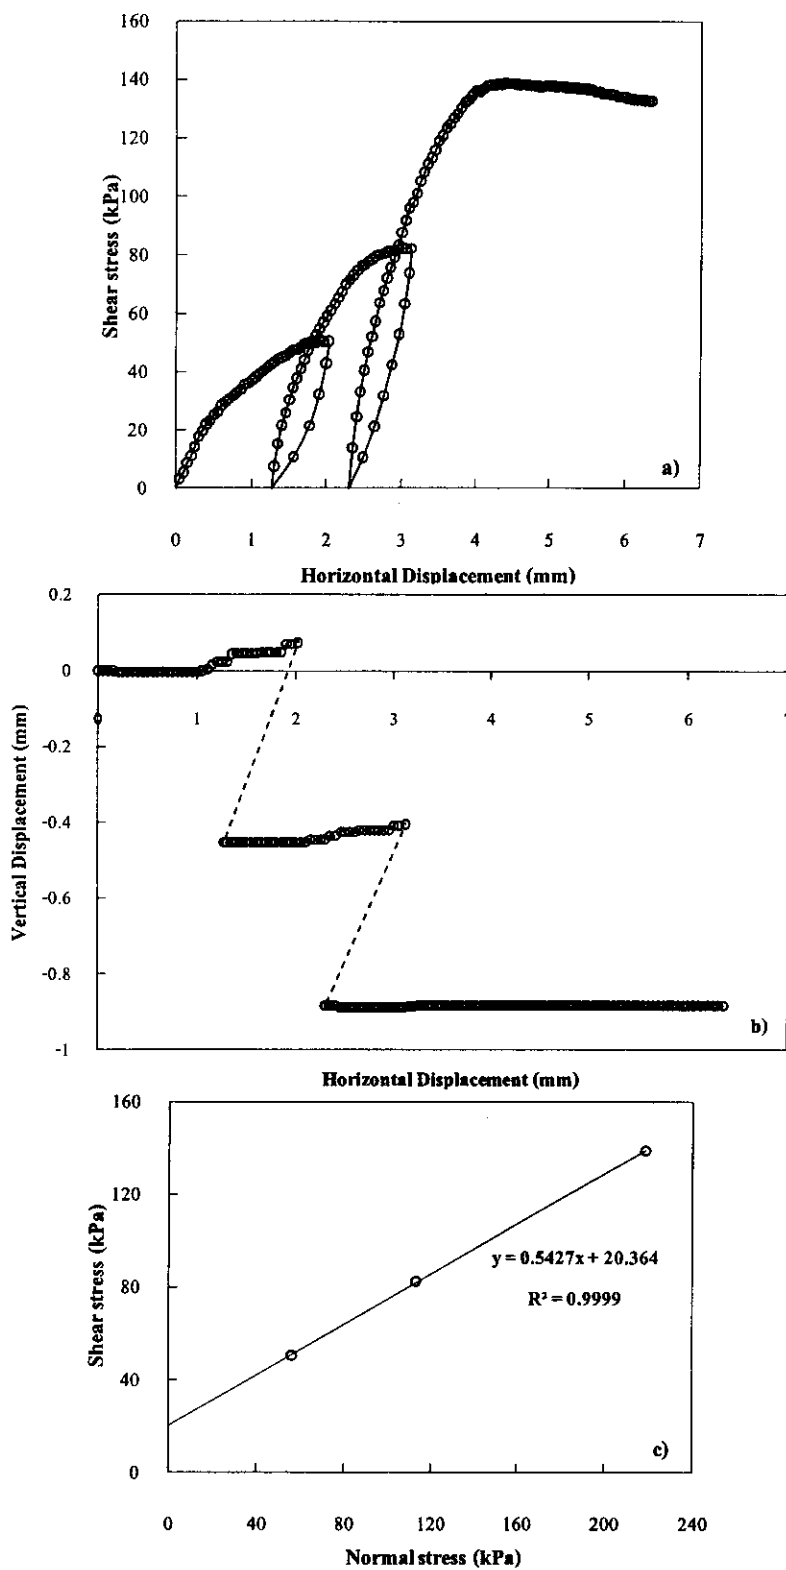 160
140
120
100
80
60
40
20
0
Shear stress (kPa)
a)
0 1 2 3 4 5 6 7
Horizontal Displacement (mm)
0.2
0
-0.2
-0.4
-0.6
-0.8
-1
Vertical Displacement (mm)
0 1 2 3 4 5 6 7
b)
Horizontal Displacement (mm)
160
120
80
40
0
Shear stress (kPa)
y = 0.5427x + 20.364
R² = 0.9999
c)
0 40 80 120 160 200 240
Normal stress (kPa)